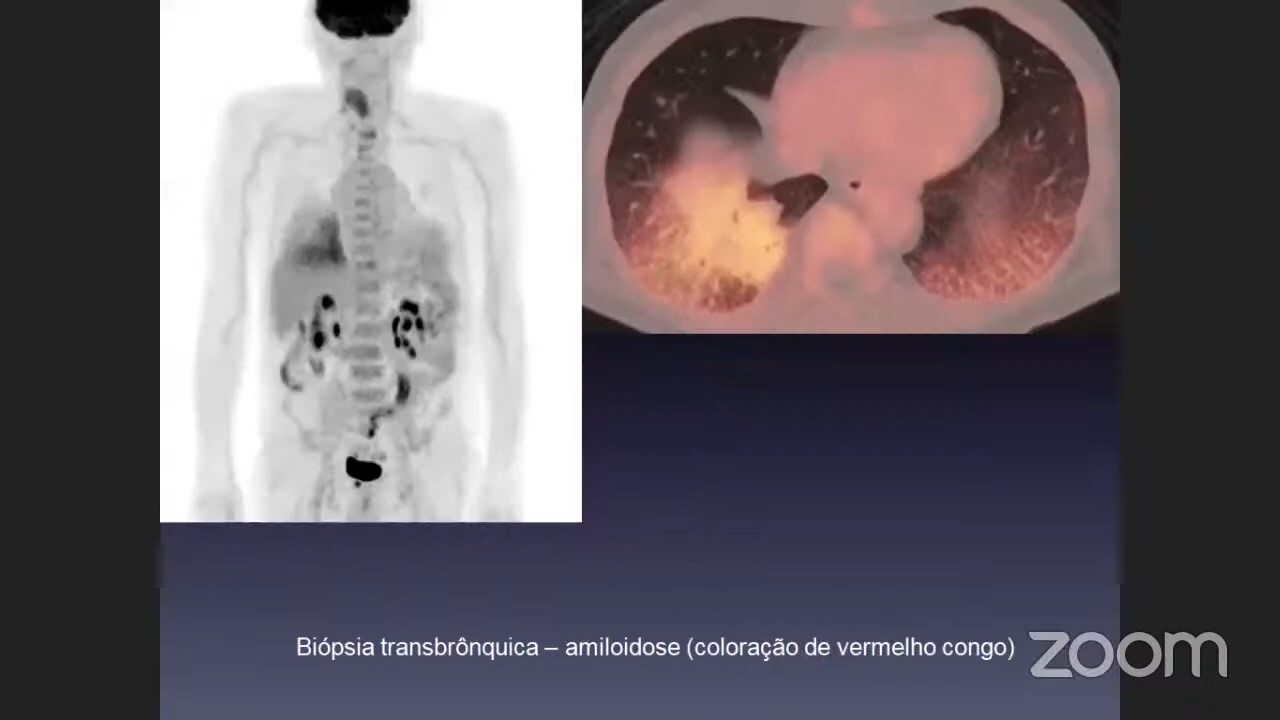 Biópsia transbrônquica – amiloidose (coloração de vermelho congo)
zoom